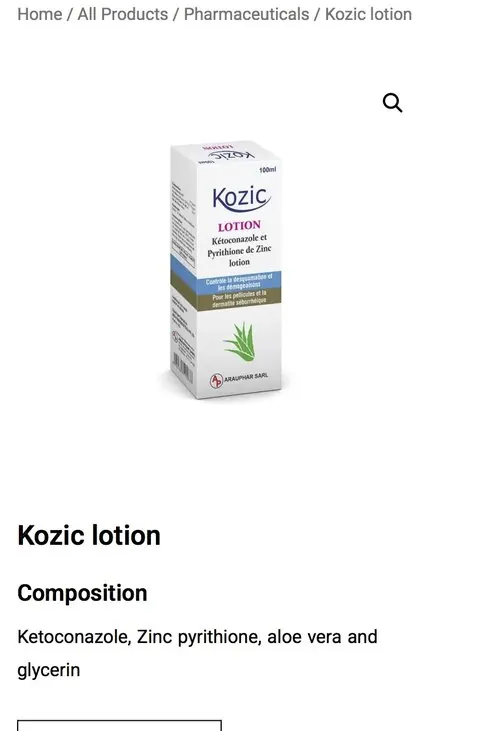 Home / All Products / Pharmaceuticals / Kozic lotion
LOTION
Kozic
100ml
Kozic
LOTION
Kétoconazole et
Pyrithione de Zinc
lotion
Contrôle la desquamation et
les démangeaisons
Pour les pellicules et la
dermatite séborrhéique
ARAUPHAR SARL
Kozic lotion
Composition
Ketoconazole, Zinc pyrithione, aloe vera and
glycerin